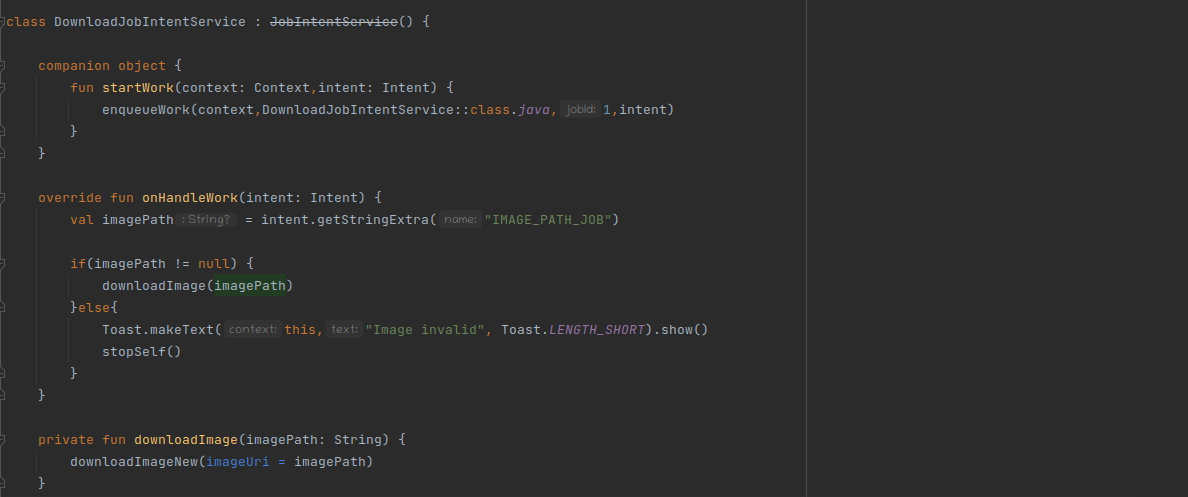 class DownloadJobIntentService : JobIntentService() {
companion object {
fun startWork(context: Context,intent: Intent) {
enqueueWork(context,DownloadJobIntentService::class.java, jobId: 1,intent)
}
}
override fun onHandleWork(intent: Intent) {
val imagePath : String? = intent.getStringExtra( name: "IMAGE_PATH_JOB")
if(imagePath != null) {
downloadImage(imagePath)
}else{
Toast.makeText( context: this, text: "Image invalid", Toast.LENGTH_SHORT).show()
stopSelf()
}
}
private fun downloadImage(imagePath: String) {
downloadImageNew(imageUri = imagePath)
}